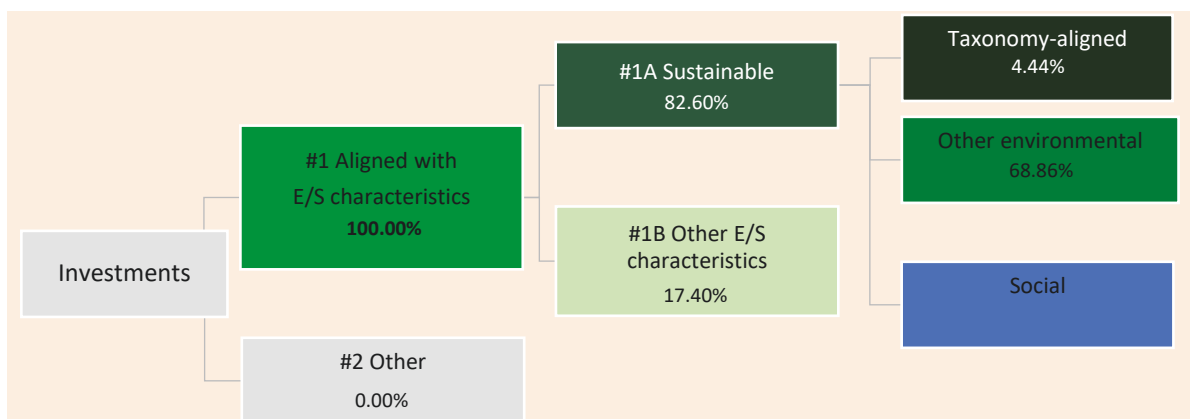 Investments
#1 Aligned with
E/S characteristics
100.00%
#2 Other
0.00%
#1A Sustainable
82.60%
#1B Other E/S
characteristics
17.40%
Taxonomy-aligned
4.44%
Other environmental
68.86%
Social